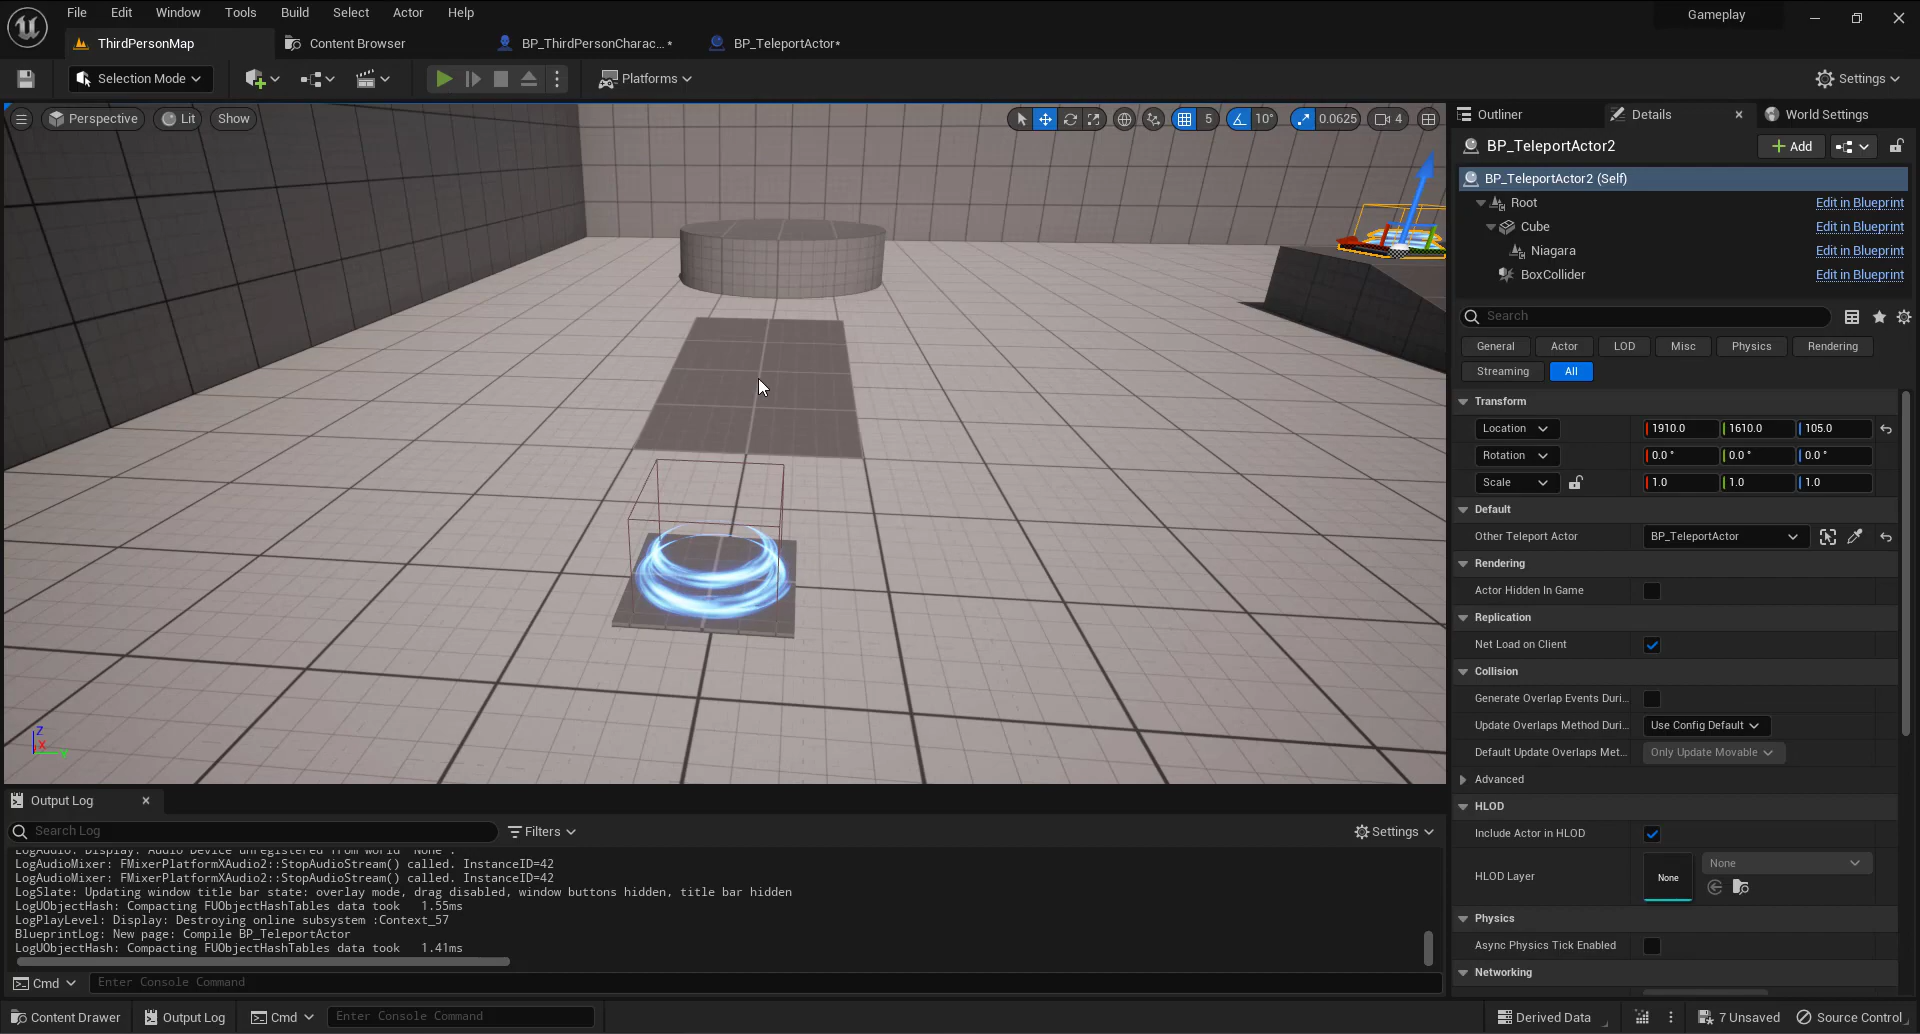 File Edit Window Tools Build Select Actor Help
Gameplay
ThirdPersonMap
Content Browser
BP_ThirdPersonCharac... *
BP_TeleportActor*
Selection Mode
Platforms
Settings
Perspective
Lit
Show
5
10°
0.0625
4
Z
X
Y
Outliner
Details
World Settings
BP_TeleportActor2
Add
BP_TeleportActor2 (Self)
Root Edit in Blueprint
Cube Edit in Blueprint
Niagara Edit in Blueprint
BoxCollider Edit in Blueprint
Search
General Actor LOD Misc Physics Rendering
Streaming All
Transform
Location 1910.0 1610.0 105.0
Rotation 0.0 ° 0.0 ° 0.0 °
Scale 1.0 1.0 1.0
Default
Other Teleport Actor BP_TeleportActor
Rendering
Actor Hidden In Game
Replication
Net Load on Client
Collision
Generate Overlap Events Duri...
Update Overlaps Method Duri... Use Config Default
Default Update Overlaps Met... Only Update Movable
Advanced
HLOD
Include Actor in HLOD
HLOD Layer None None
Physics
Async Physics Tick Enabled
Networking
Output Log
Search Log
Filters
Settings
LogAudio: Display: Audio Device unregistered from world 'None'.
LogAudioMixer: FMixerPlatformXAudio2::StopAudioStream() called. InstanceID=42
LogAudioMixer: FMixerPlatformXAudio2::StopAudioStream() called. InstanceID=42
LogSlate: Updating window title bar state: overlay mode, drag disabled, window buttons hidden, title bar hidden
LogUObjectHash: Compacting FUObjectHashTables data took   1.55ms
LogPlayLevel: Display: Destroying online subsystem :Context_57
BlueprintLog: New page: Compile BP_TeleportActor
LogUObjectHash: Compacting FUObjectHashTables data took   1.41ms
Cmd
Enter Console Command
Content Drawer
Output Log
Cmd
Enter Console Command
Derived Data
7 Unsaved
Source Control